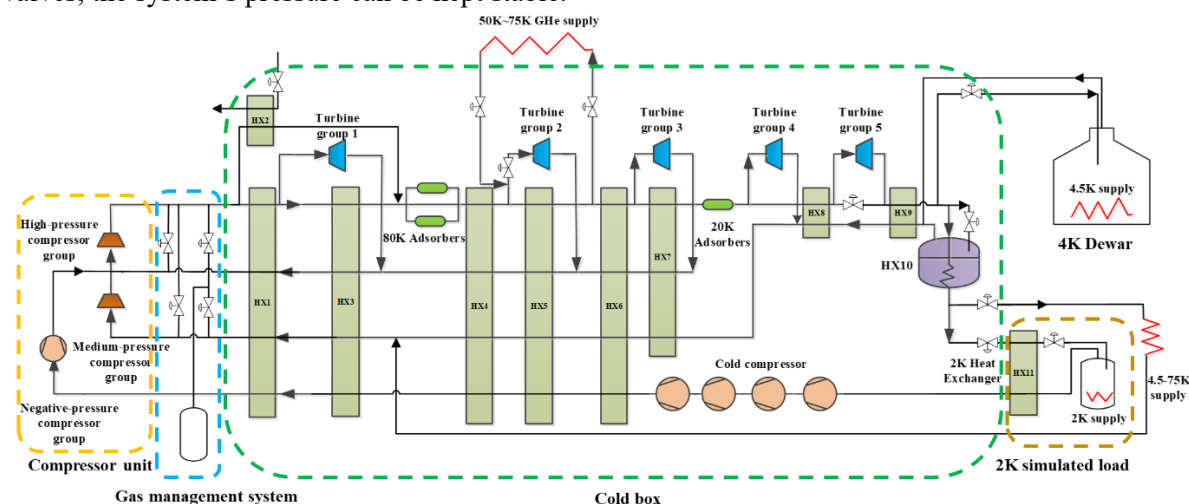 valves, the system's pressure can be kept stable.
50K~75K GHe supply
HX2
Turbine
group 1
Turbine
group 2
Turbine
group 3
Turbine
group 4
Turbine
group 5
4.5K supply
4K Dewar
High-pressure
compressor
group
80K Adsorbers
20K
Adsorbers
HX8
HX9
HX10
HX7
HX1
HX3
HX4
HX5
HX6
Medium-pressure
compressor
group
Cold compressor
2K Heat
Exchanger
HX11
4.5-75K
supply
2K supply
Negative-pressure
compressor
group
Compressor unit
2K simulated load
Gas management system
Cold box